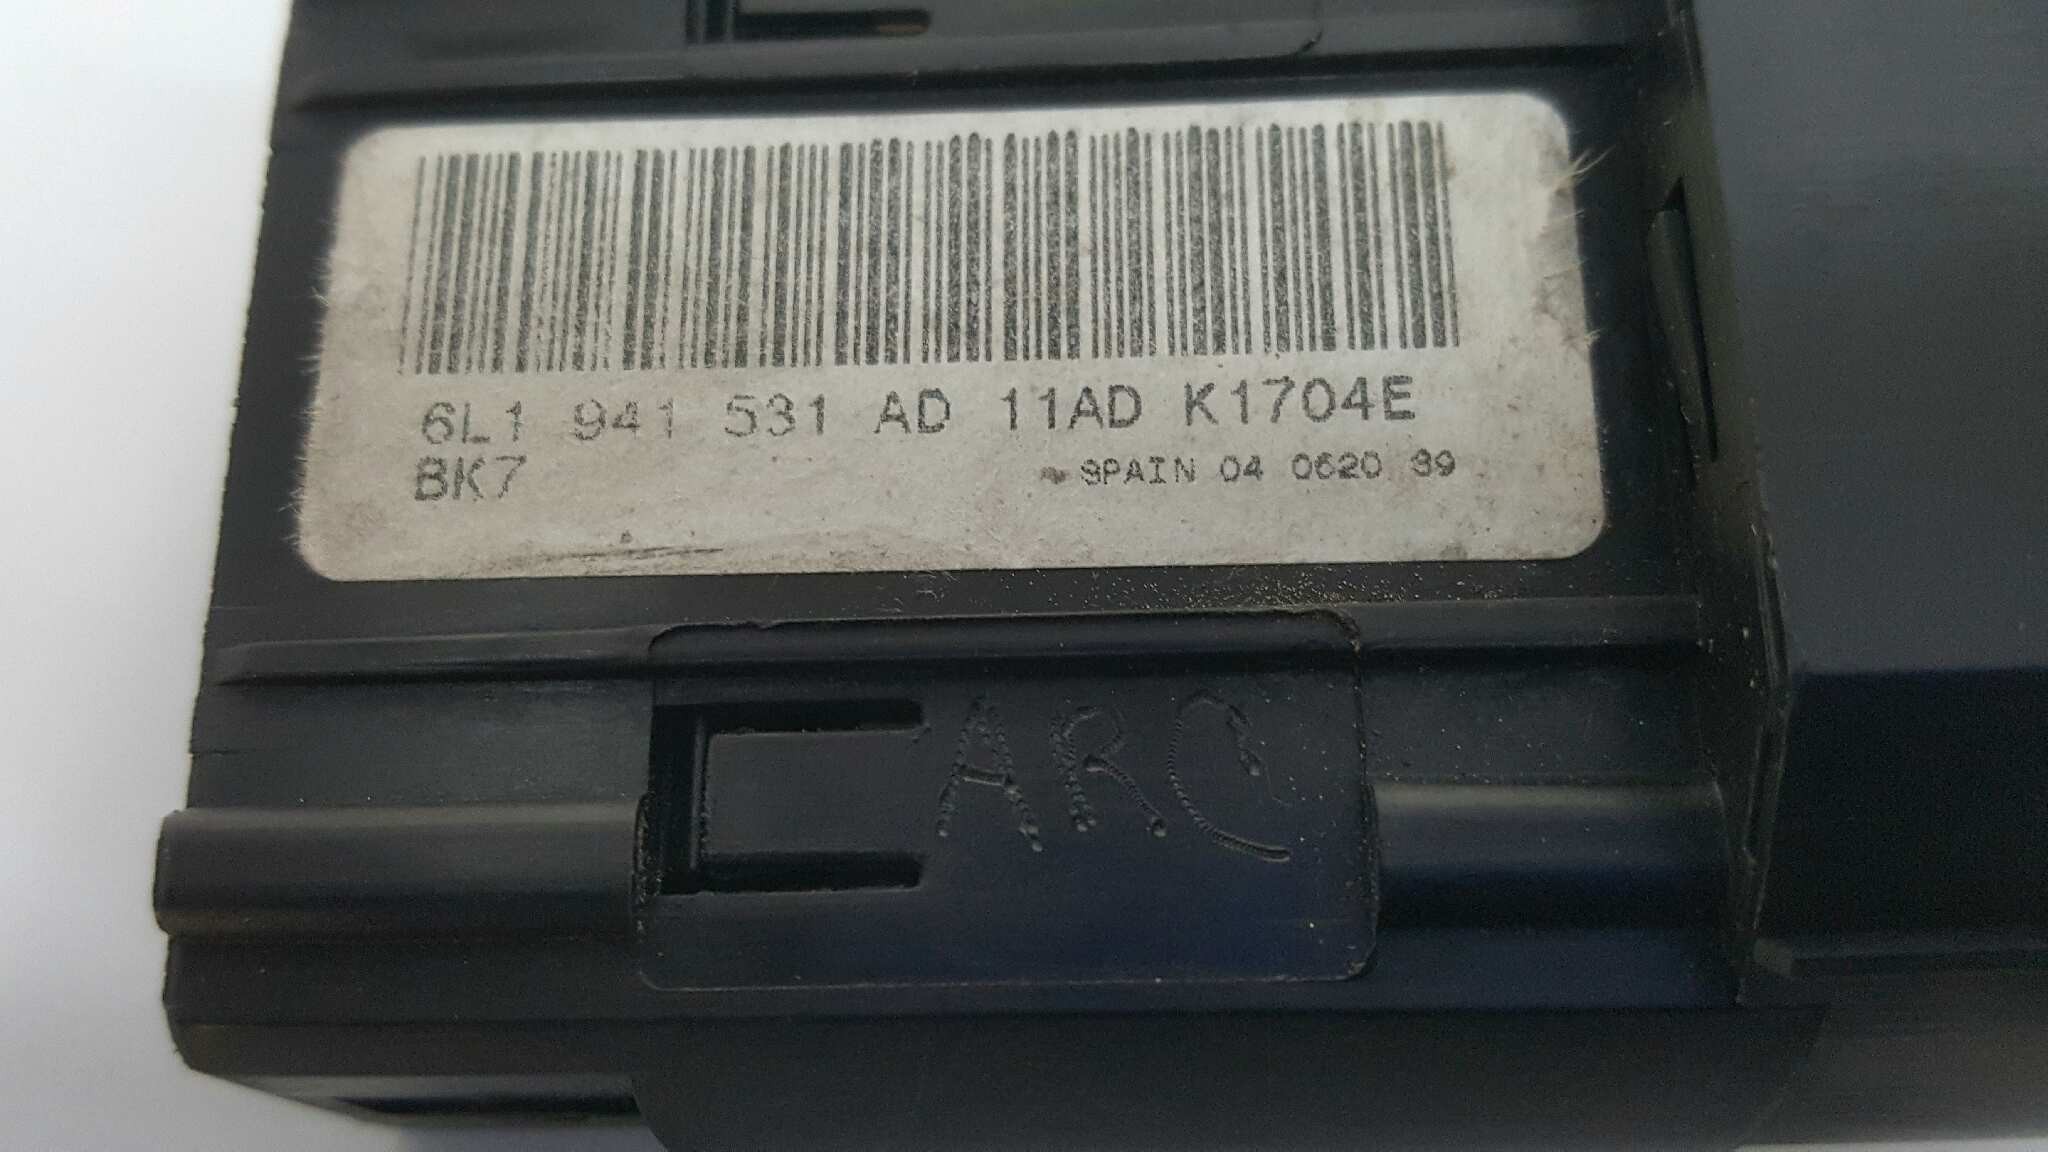 6L1 941 531 AD 11AD K1704E
BK7
SPAIN 04 0620 39
ARC